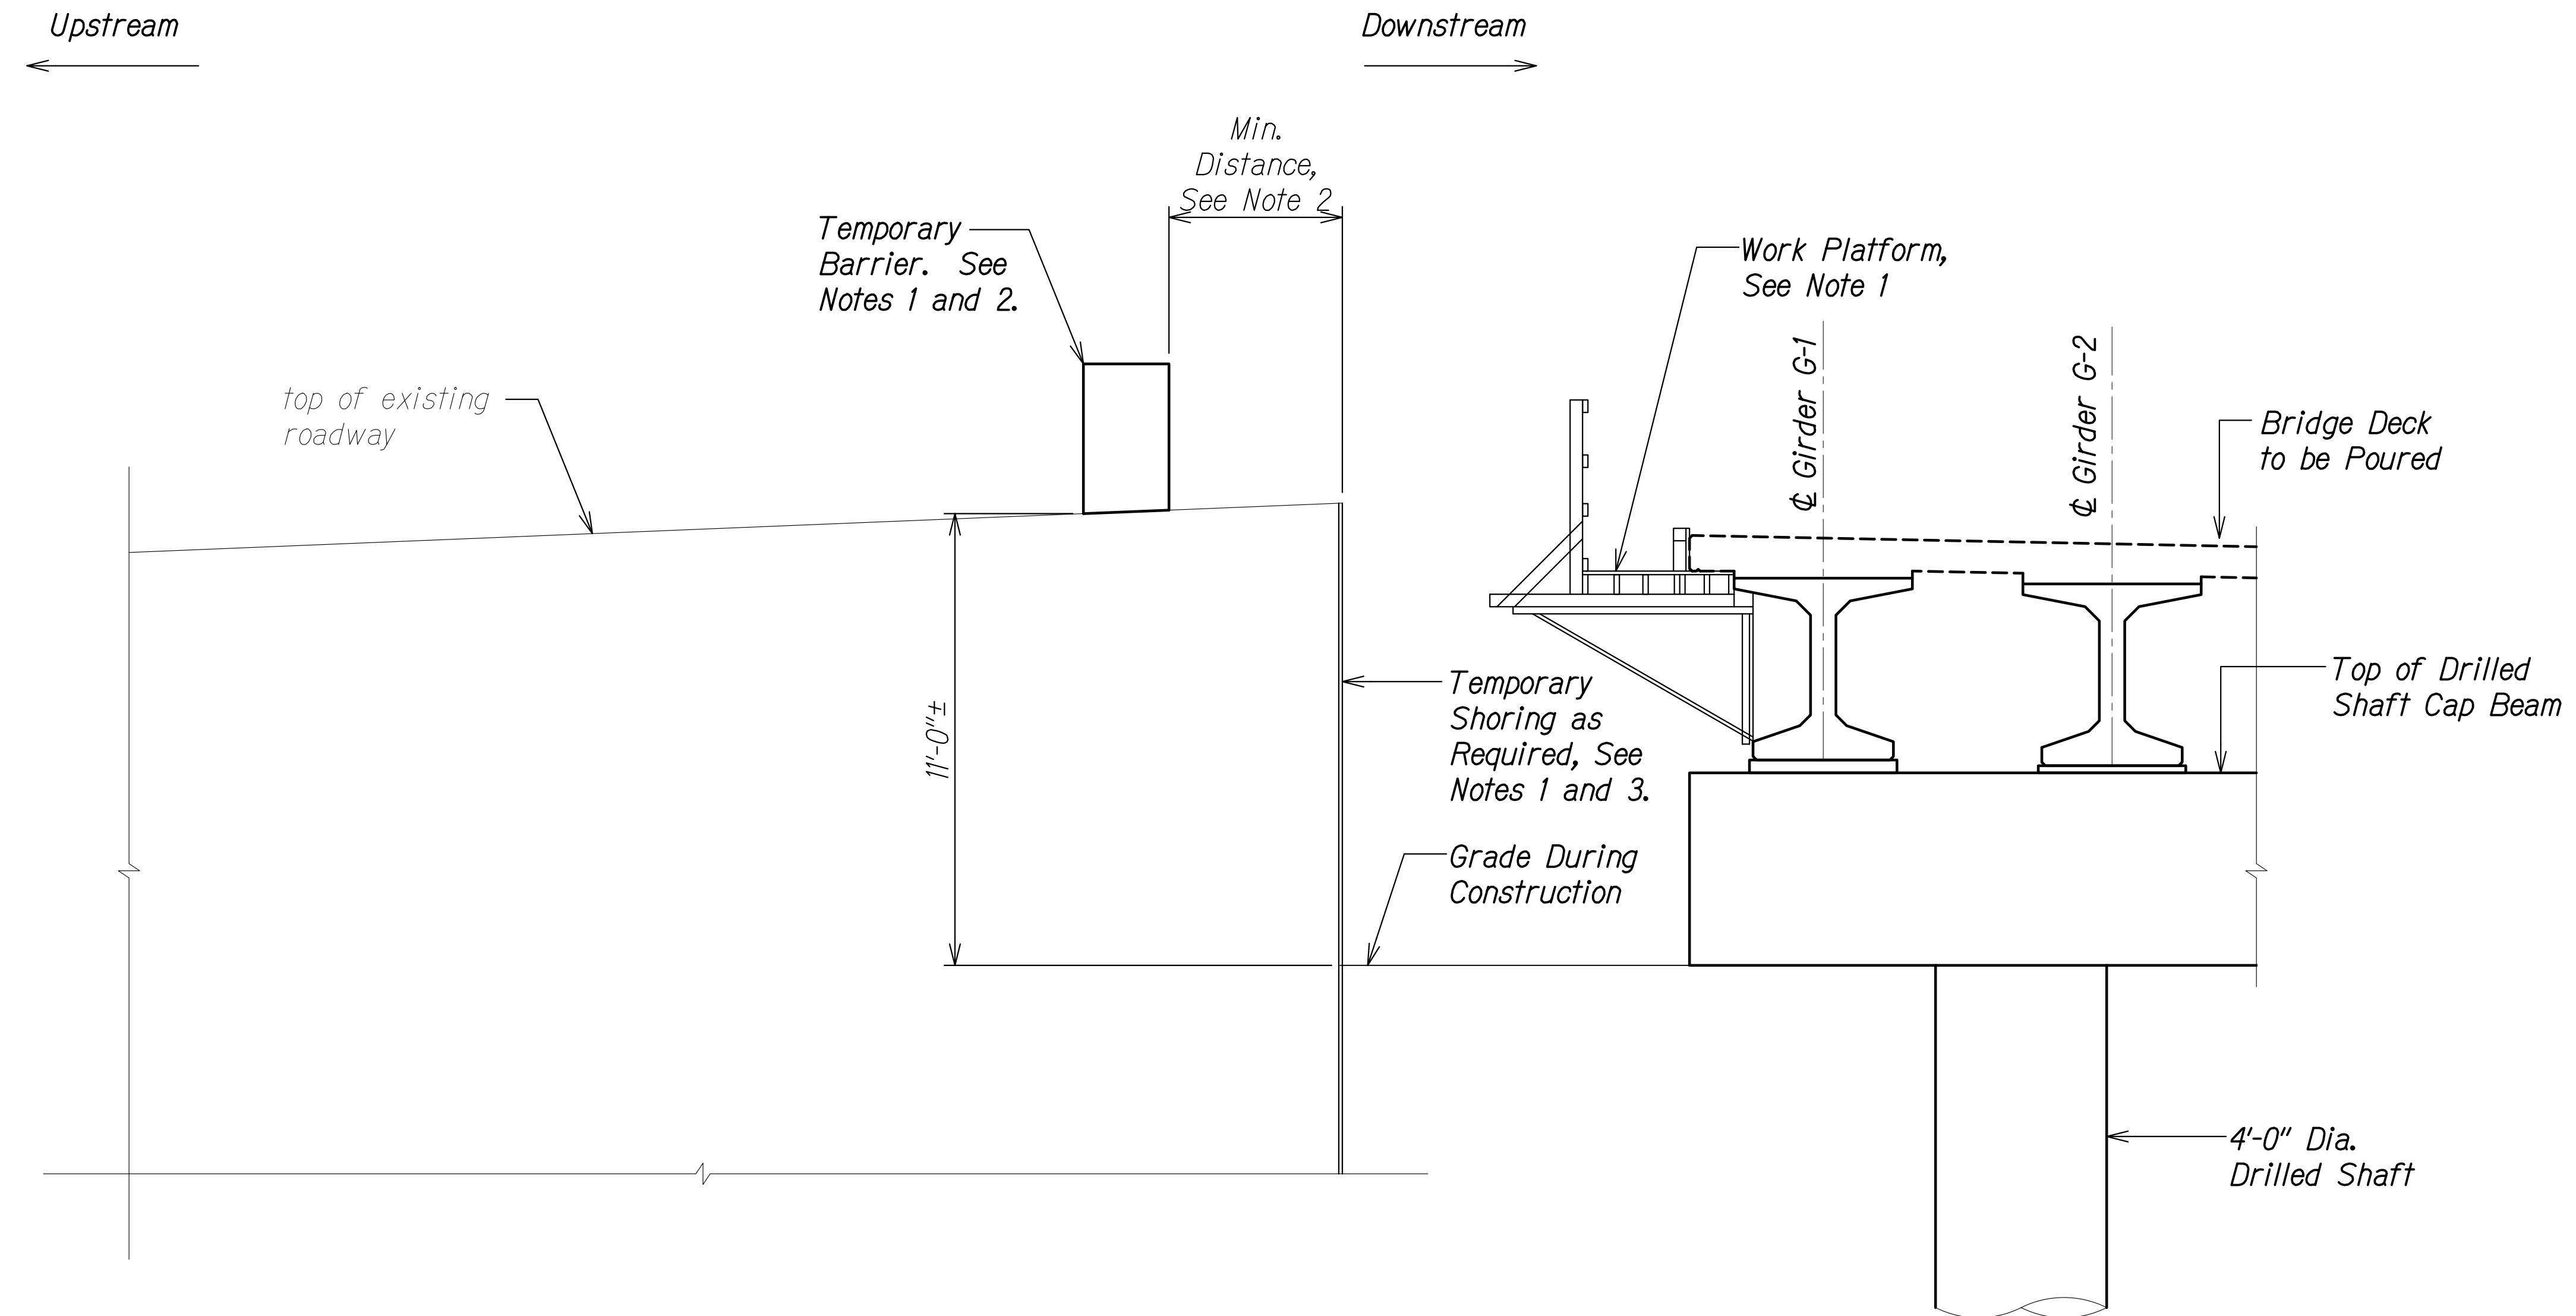 Upstream
Downstream
Min.
Distance,
See Note 2
Temporary
Barrier.  See
Notes 1 and 2.
Work Platform,
See Note 1
℄ Girder G-1
℄ Girder G-2
top of existing
roadway
Bridge Deck
to be Poured
Top of Drilled
Shaft Cap Beam
Temporary
Shoring as
Required, See
Notes 1 and 3.
11'-0"±
Grade During
Construction
4'-0" Dia.
Drilled Shaft